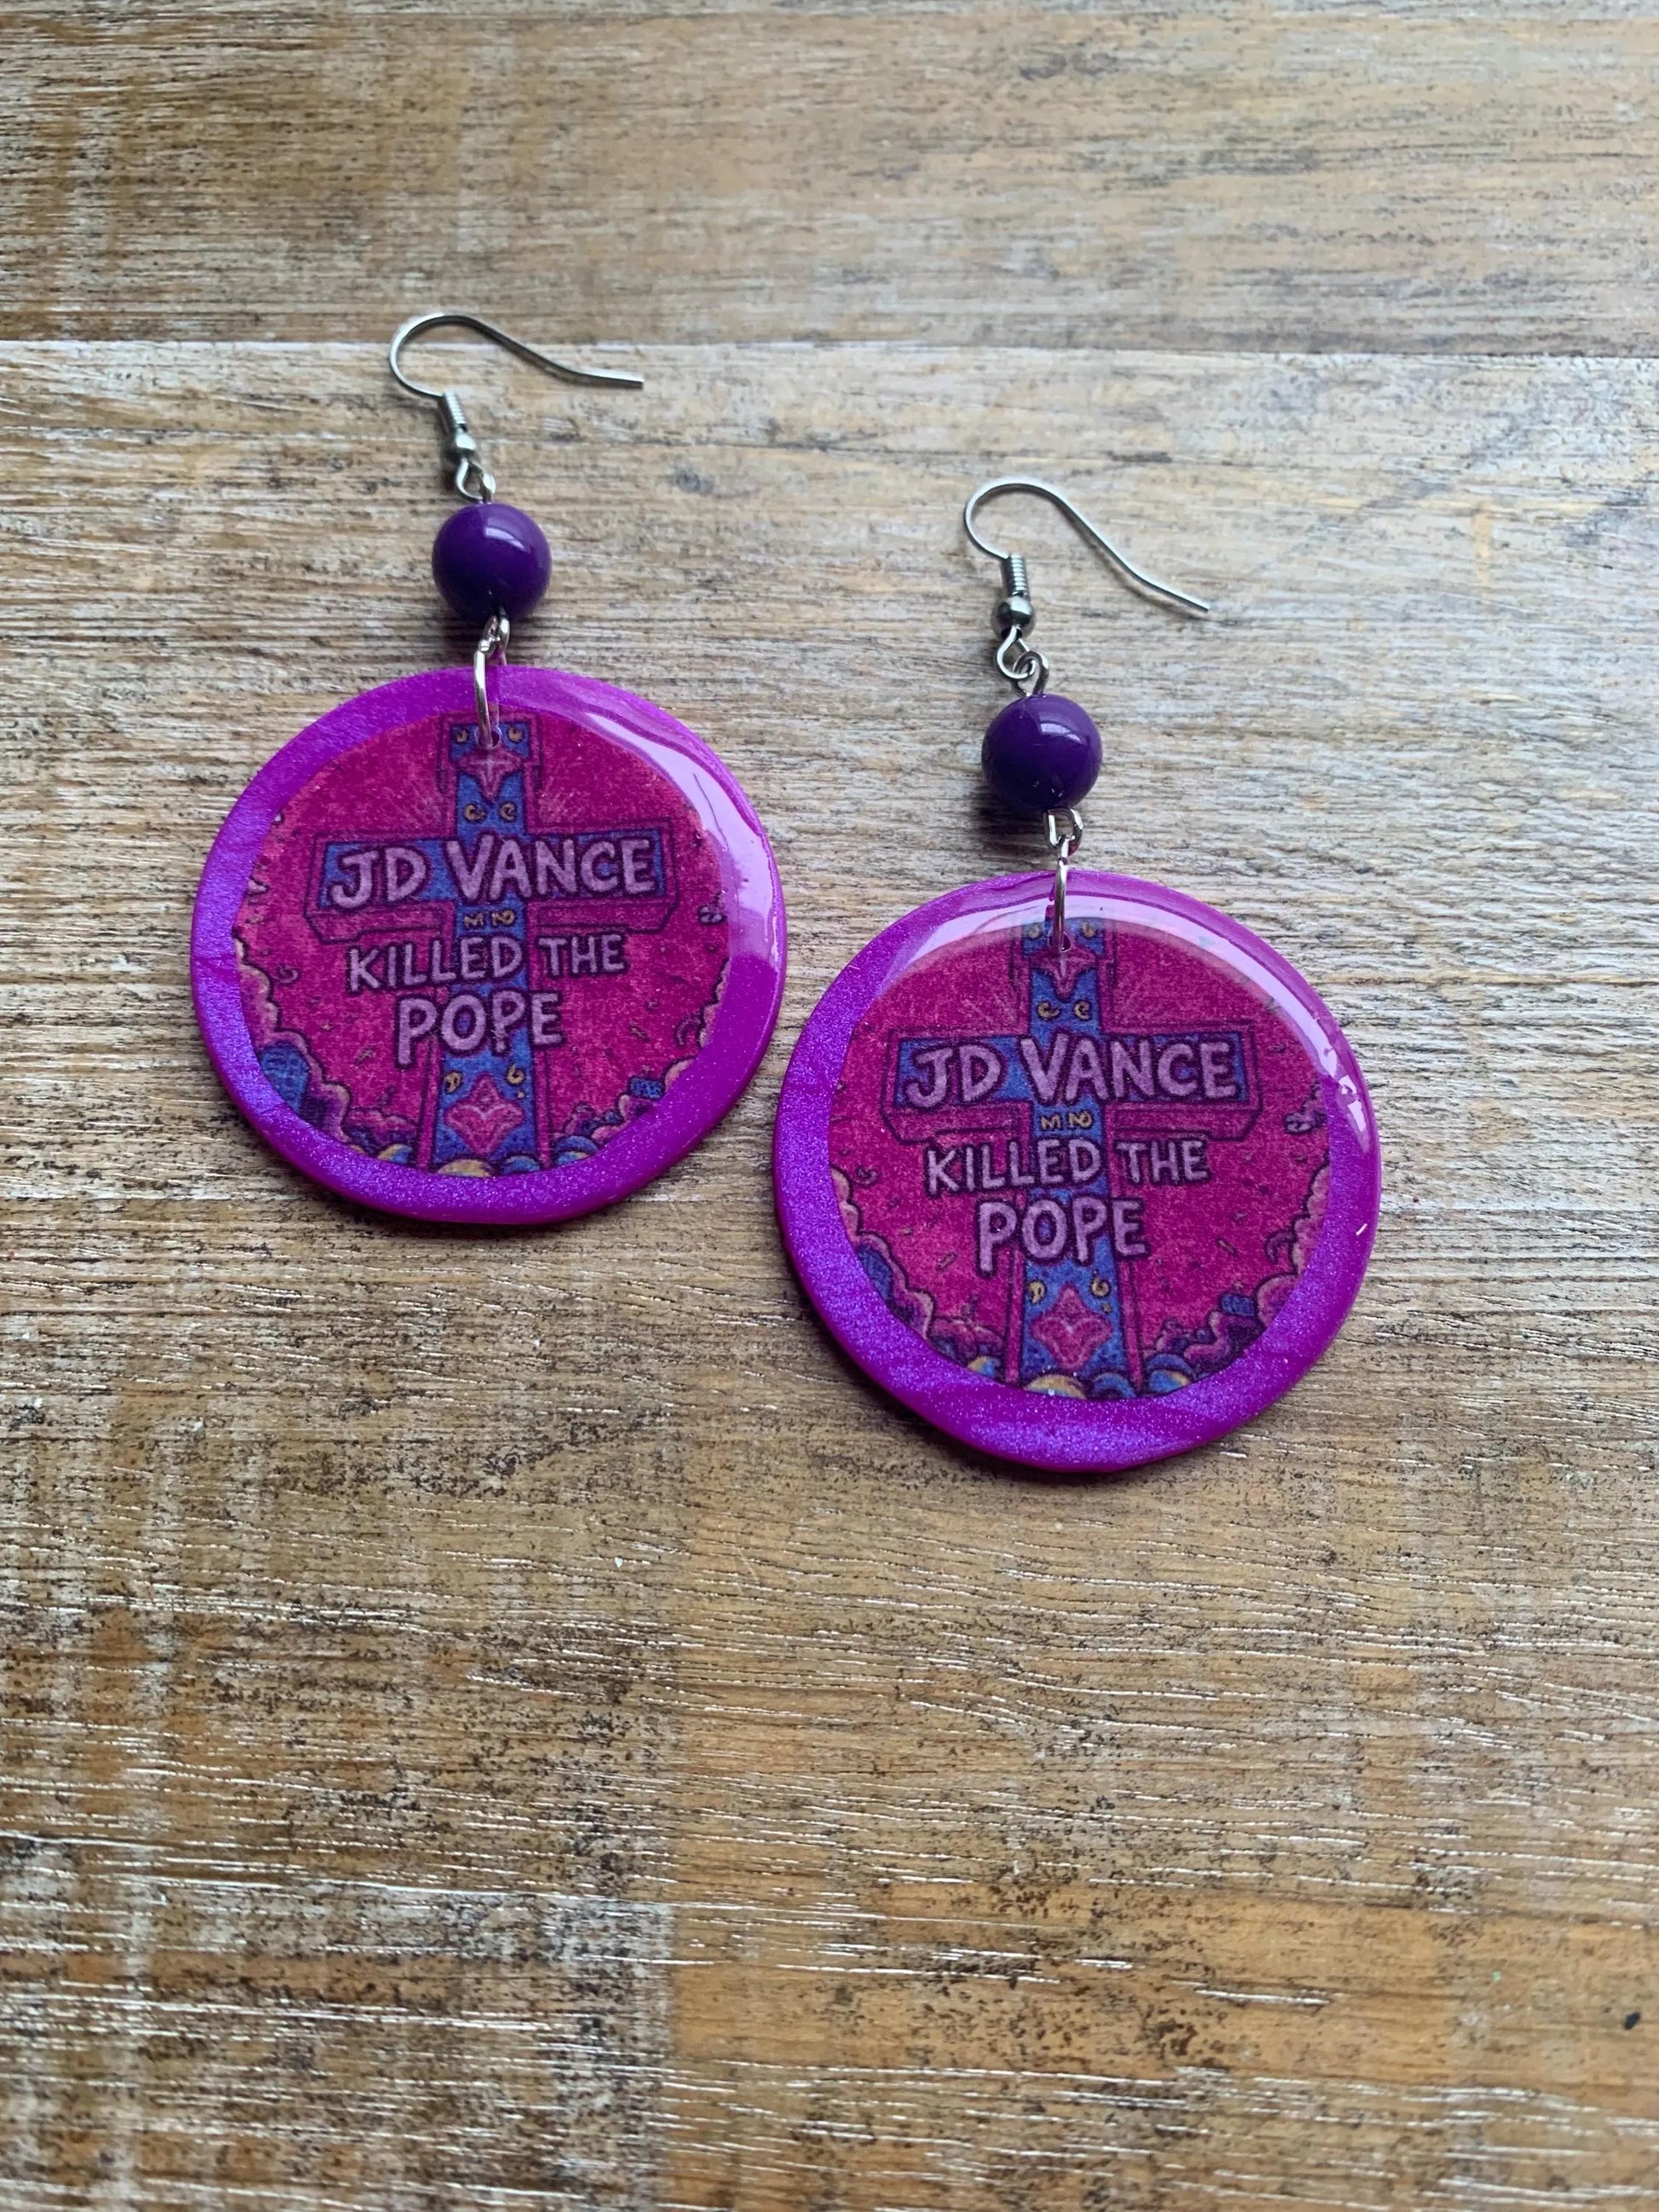 JD VANCE
KILLED THE
POPE
JD VANCE
KILLED THE
POPE